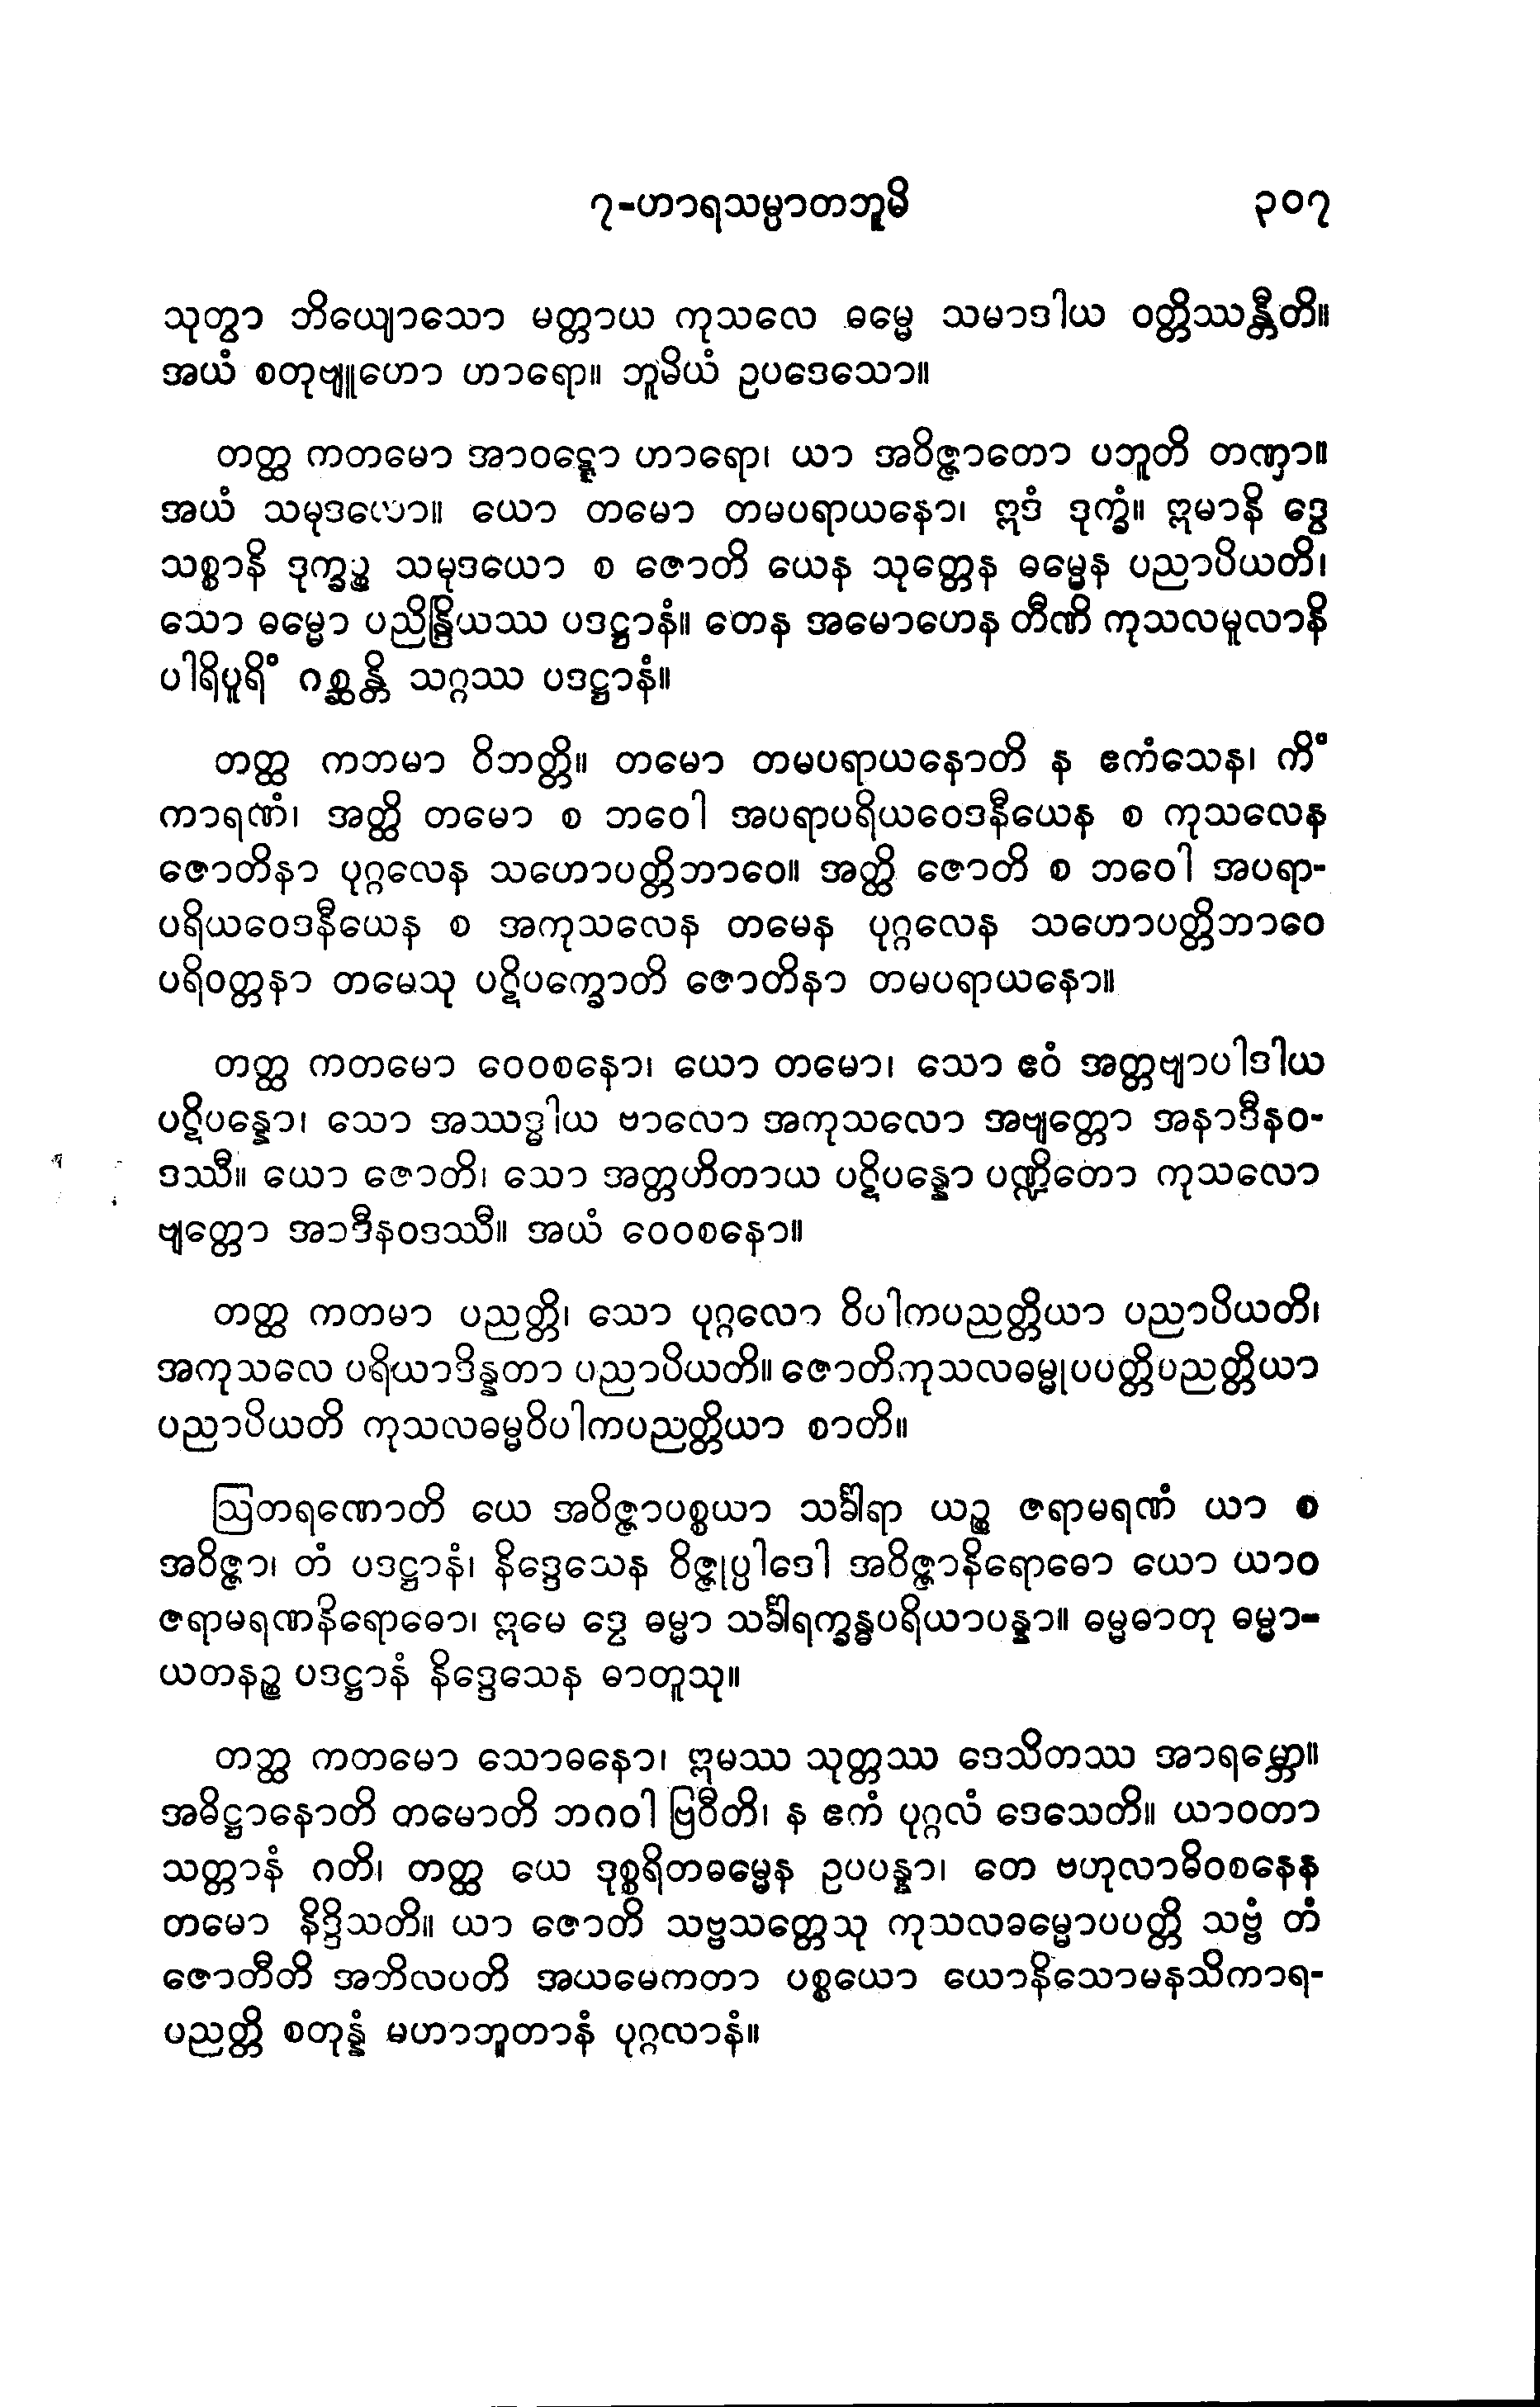 ၇-ဟာရသမ္ပာတဘူမိ ၃၀၇
သုတွာ ဘိယျောသော မတ္တာယ ကုသလေ ဓမ္မေ သမာဒါယ ဝတ္တိဿန္တီတိ။
အယံ စတုဗျူဟော ဟာရော။ ဘူမိယံ ဥပဒေသော။
တတ္ထ ကတမော အာဝဋ္ဋော ဟာရော၊ ယာ အဝိဇ္ဇာတော ပဘူတိ တဏှာ။
အယံ သမုဒယော။ ယော တမော တမပရာယနော၊ ဣဒံ ဒုက္ခံ။ ဣမာနိ ဒွေ
သစ္စာနိ ဒုက္ခဉ္စ သမုဒယော စ ဇောတိ ယေန သုတ္တေန ဓမ္မေန ပညာပိယတိ၊
သော ဓမ္မော ပညိန္ဒြိယဿ ပဒဋ္ဌာနံ။ တေန အမောဟေန တီဏိ ကုသလမူလာနိ
ပါရိပူရိံ ဂစ္ဆန္တိ သဂ္ဂဿ ပဒဋ္ဌာနံ။
တတ္ထ ကဘမာ ဝိဘတ္တိ။ တမော တမပရာယနောတိ န ဧကံသေန၊ ကိံ
ကာရဏံ၊ အတ္ထိ တမော စ ဘဝေါ အပရာပရိယဝေဒနီယေန စ ကုသလေန
ဇောတိနာ ပုဂ္ဂလေန သဟောပတ္တိဘာဝေ။ အတ္ထိ ဇောတိ စ ဘဝေါ အပရာ-
ပရိယဝေဒနီယေန စ အကုသလေန တမေန ပုဂ္ဂလေန သဟောပတ္တိဘာဝေ
ပရိဝတ္တနာ တမေသု ပဋိပက္ခောတိ ဇောတိနာ တမပရာယနော။
တတ္ထ ကတမော ဝေဝစနော၊ ယော တမော၊ သော ဧဝံ အတ္တဗျာပါဒါယ
ပဋိပန္နော၊ သော အဿဒ္ဓါယ ဗာလော အကုသလော အဗျတ္တော အနာဒီနဝ-
ဒဿီ။ ယော ဇောတိ၊ သော အတ္တဟိတာယ ပဋိပန္နော ပဏ္ဍိတော ကုသလော
ဗျတ္တော အာဒီနဝဒဿီ။ အယံ ဝေဝစနော။
တတ္ထ ကတမာ ပညတ္တိ၊ သော ပုဂ္ဂလော ဝိပါကပညတ္တိယာ ပညာပိယတိ၊
အကုသလေ ပရိယာဒိန္နတာ ပညာပိယတိ။ ဇောတိကုသလဓမ္မုပပတ္တိပညတ္တိယာ
ပညာပိယတိ ကုသလဓမ္မဝိပါကပညတ္တိယာ စာတိ။
ဩတရဏောတိ ယေ အဝိဇ္ဇာပစ္စယာ သင်္ခါရာ ယဉ္စ ဇရာမရဏံ ယာ စ
အဝိဇ္ဇာ၊ တံ ပဒဋ္ဌာနံ၊ နိဒ္ဒေသေန ဝိဇ္ဇုပ္ပါဒေါ အဝိဇ္ဇာနိရောဓော ယော ယာဝ
ဇရာမရဏနိရောဓော၊ ဣမေ ဒွေ ဓမ္မာ သင်္ခါရက္ခန္ဓပရိယာပန္နာ။ ဓမ္မဓာတု ဓမ္မာ-
ယတနဉ္စ ပဒဋ္ဌာနံ နိဒ္ဒေသေန ဓာတူသု။
တတ္ထ ကတမော သောဓနော၊ ဣမဿ သုတ္တဿ ဒေသိတဿ အာရမ္ဘော။
အဓိဋ္ဌာနောတိ တမောတိ ဘဂဝါ ဗြဝီတိ၊ န ဧကံ ပုဂ္ဂလံ ဒေသေတိ။ ယာဝတာ
သတ္တာနံ ဂတိ၊ တတ္ထ ယေ ဒုစ္စရိတဓမ္မေန ဥပပန္နာ၊ တေ ဗဟုလာဓိဝစနေန
တမော နိဒ္ဒိသတိ။ ယာ ဇောတိ သဗ္ဗသတ္တေသု ကုသလဓမ္မောပပတ္တိ သဗ္ဗံ တံ
ဇောတီတိ အဘိလပတိ အယမေကတာ ပစ္စယော ယောနိသောမနသိကာရ-
ပညတ္တိ စတုန္နံ မဟာဘူတာနံ ပုဂ္ဂလာနံ။